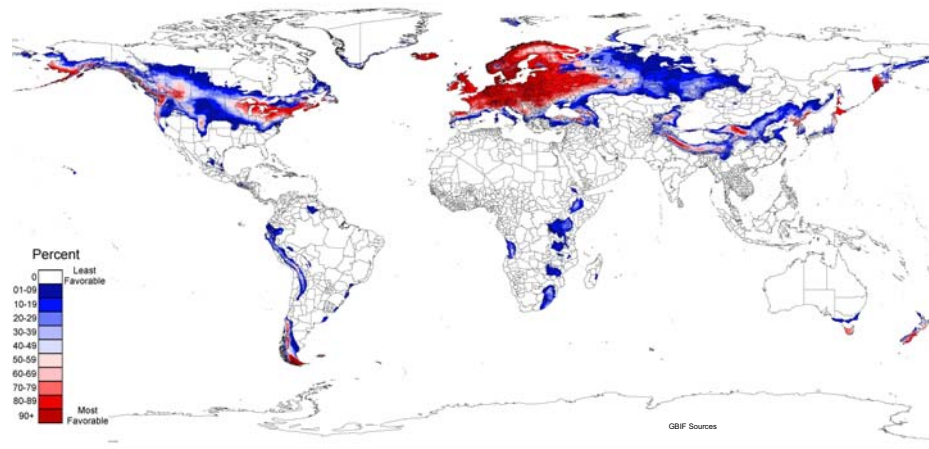 Percent
0 Least Favorable
01-09
10-19
20-29
30-39
40-49
50-59
60-69
70-79
80-89
90+ Most Favorable
GBIF Sources